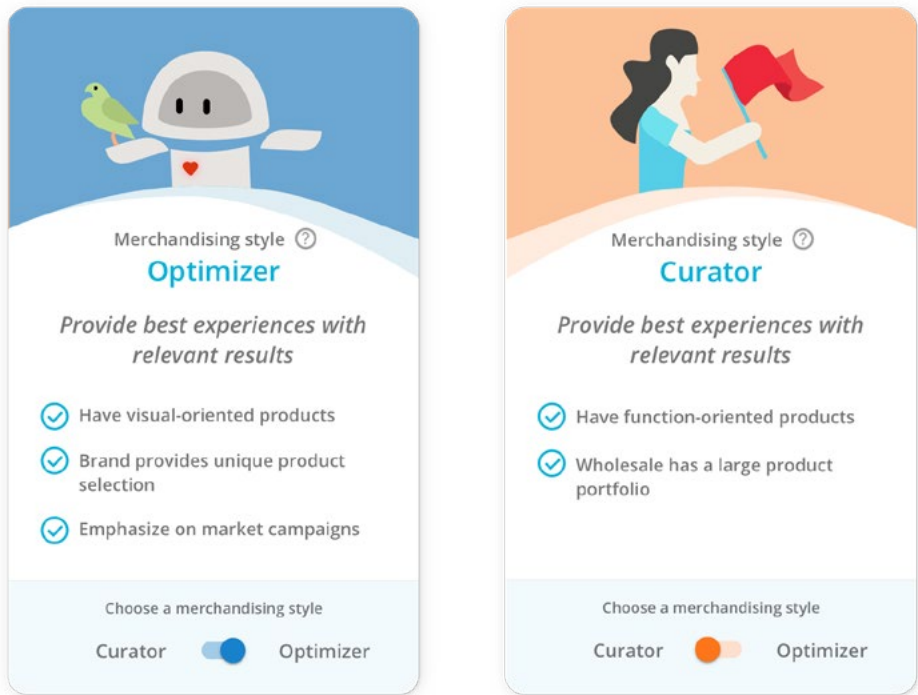 Merchandising style ?
Optimizer
Provide best experiences with
relevant results
Have visual-oriented products
Brand provides unique product
selection
Emphasize on market campaigns
Choose a merchandising style
Curator Optimizer
Merchandising style ?
Curator
Provide best experiences with
relevant results
Have function-oriented products
Wholesale has a large product
portfolio
Choose a merchandising style
Curator Optimizer